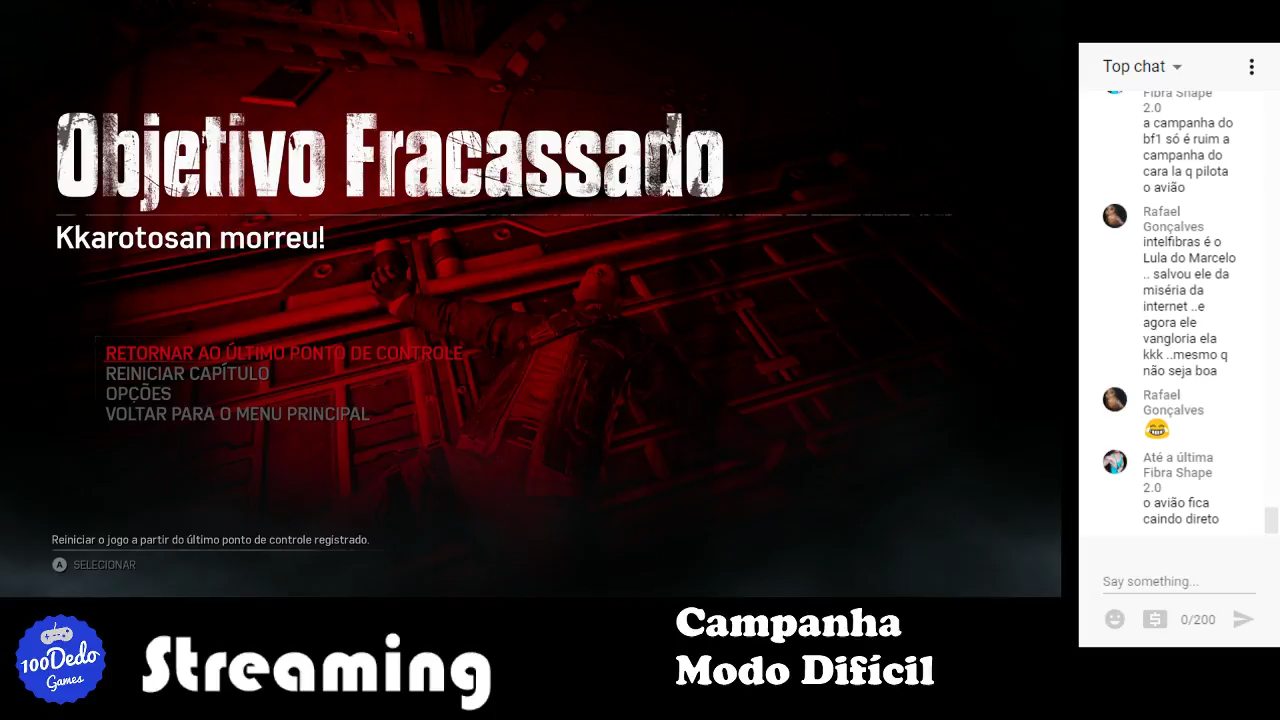 Objetivo Fracassado
Kkarotosan morreu!
RETORNAR AO ÚLTIMO PONTO DE CONTROLE
REINICIAR CAPÍTULO
OPÇÕES
VOLTAR PARA O MENU PRINCIPAL
Reiniciar o jogo a partir do último ponto de controle registrado.
A SELECIONAR
100Dedo
Games
Streaming
Campanha
Modo Difícil
Top chat
Fibra Shape
2.0
a campanha do
bf1 só é ruim a
campanha do
cara la q pilota
o avião
Rafael
Gonçalves
intelfibras é o
Lula do Marcelo
.. salvou ele da
miséria da
internet ..e
agora ele
vangloria ela
kkk ..mesmo q
não seja boa
Rafael
Gonçalves
😂
Até a última
Fibra Shape
2.0
o avião fica
caindo direto
Say something...
0/200